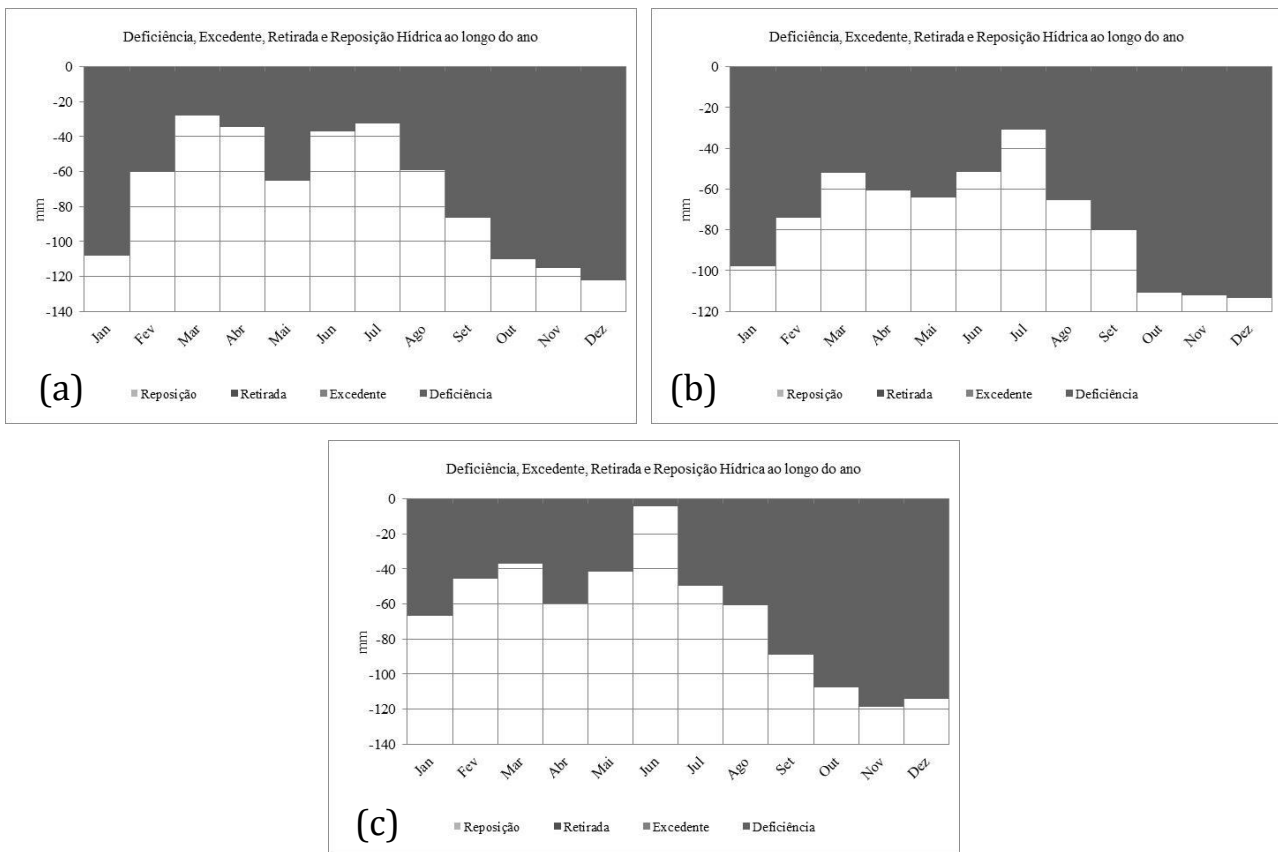 Deficiência, Excedente, Retirada e Reposição Hídrica ao longo do ano
0
-20
-40
-60
-80
-100
-120
-140
mm
Jan Fev Mar Abr Mai Jun Jul Ago Set Out Nov Dez
(a)
Reposição Retirada Excedente Deficiência
Deficiência, Excedente, Retirada e Reposição Hídrica ao longo do ano
0
-20
-40
-60
-80
-100
-120
mm
Jan Fev Mar Abr Mai Jun Jul Ago Set Out Nov Dez
(b)
Reposição Retirada Excedente Deficiência
Deficiência, Excedente, Retirada e Reposição Hídrica ao longo do ano
0
-20
-40
-60
-80
-100
-120
-140
mm
Jan Fev Mar Abr Mai Jun Jul Ago Set Out Nov Dez
(c)
Reposição Retirada Excedente Deficiência